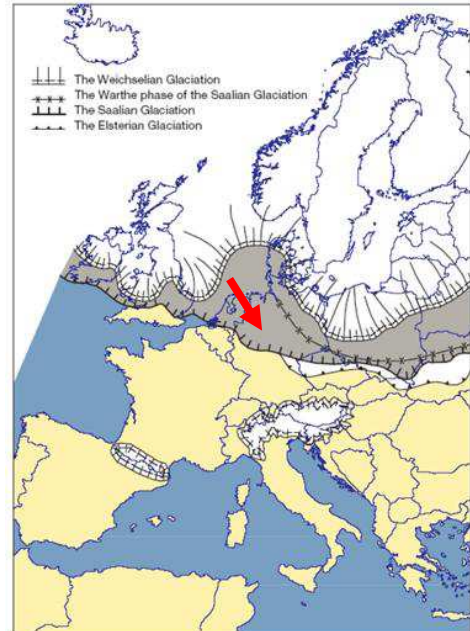 The Weichselian Glaciation
The Warthe phase of the Saalian Glaciation
The Saalian Glaciation
The Elsterian Glaciation